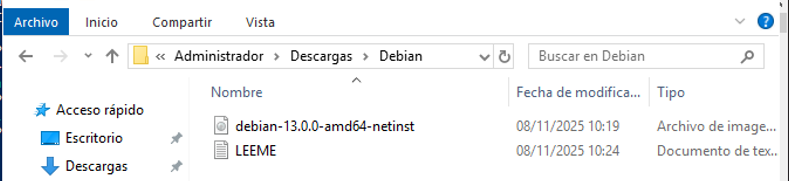 Archivo Inicio Compartir Vista
« Administrador Descargas Debian Buscar en Debian
Nombre Fecha de modifica... Tipo
Acceso rápido
debian-13.0.0-amd64-netinst 08/11/2025 10:19 Archivo de image...
Escritorio
LEEME 08/11/2025 10:24 Documento de tex...
Descargas